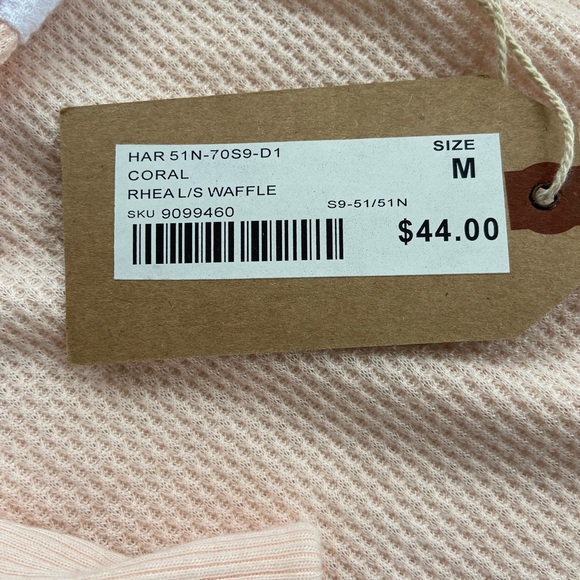 HAR 51N-70S9-D1
CORAL
RHEA L/S WAFFLE
SKU 9099460
S9-51/51N
SIZE
M
$44.00